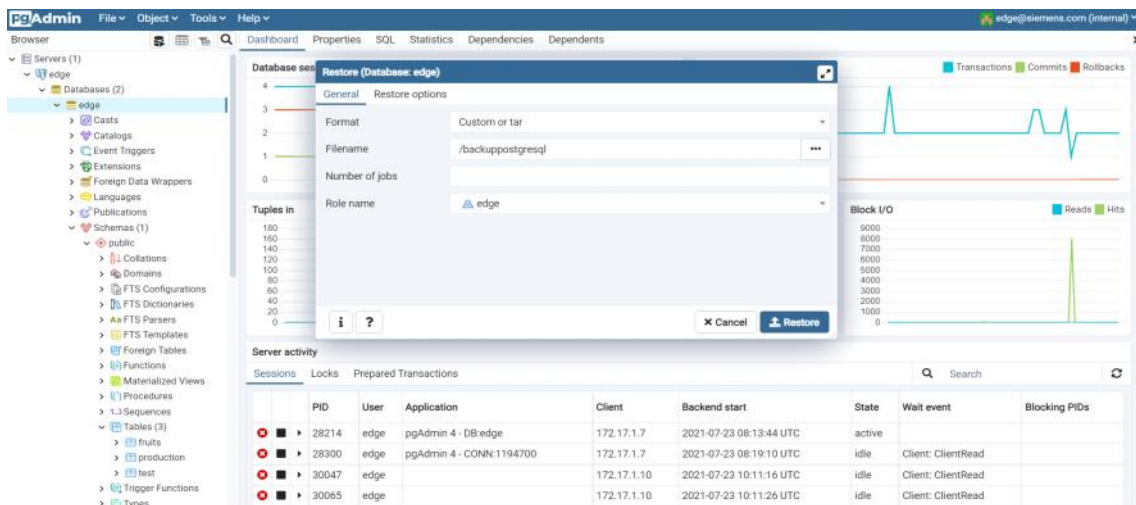 pgAdmin File Object Tools Help edge@siemens.com (internal)
Browser Dashboard Properties SQL Statistics Dependencies Dependents
Servers (1)
edge
Databases (2)
edge
Casts
Catalogs
Event Triggers
Extensions
Foreign Data Wrappers
Languages
Publications
Schemas (1)
public
Collations
Domains
FTS Configurations
FTS Dictionaries
Aa FTS Parsers
FTS Templates
Foreign Tables
Functions
Materialized Views
Procedures
1..3 Sequences
Tables (3)
fruits
production
test
Trigger Functions
Types
Database ses
Transactions Commits Rollbacks
4
3
2
1
0
Restore (Database: edge)
General Restore options
Format Custom or tar
Filename /backuppostgresql
Number of jobs
Role name edge
i ? Cancel Restore
Tuples in
180
160
140
120
100
80
60
40
20
0
Block I/O Reads Hits
9000
8000
7000
6000
5000
4000
3000
2000
1000
0
Server activity
Sessions Locks Prepared Transactions Search
PID User Application Client Backend start State Wait event Blocking PIDs
28214 edge pgAdmin 4 - DB:edge 172.17.1.7 2021-07-23 08:13:44 UTC active
28300 edge pgAdmin 4 - CONN:1194700 172.17.1.7 2021-07-23 08:19:10 UTC idle Client: ClientRead
30047 edge 172.17.1.10 2021-07-23 10:11:16 UTC idle Client: ClientRead
30065 edge 172.17.1.10 2021-07-23 10:11:26 UTC idle Client: ClientRead